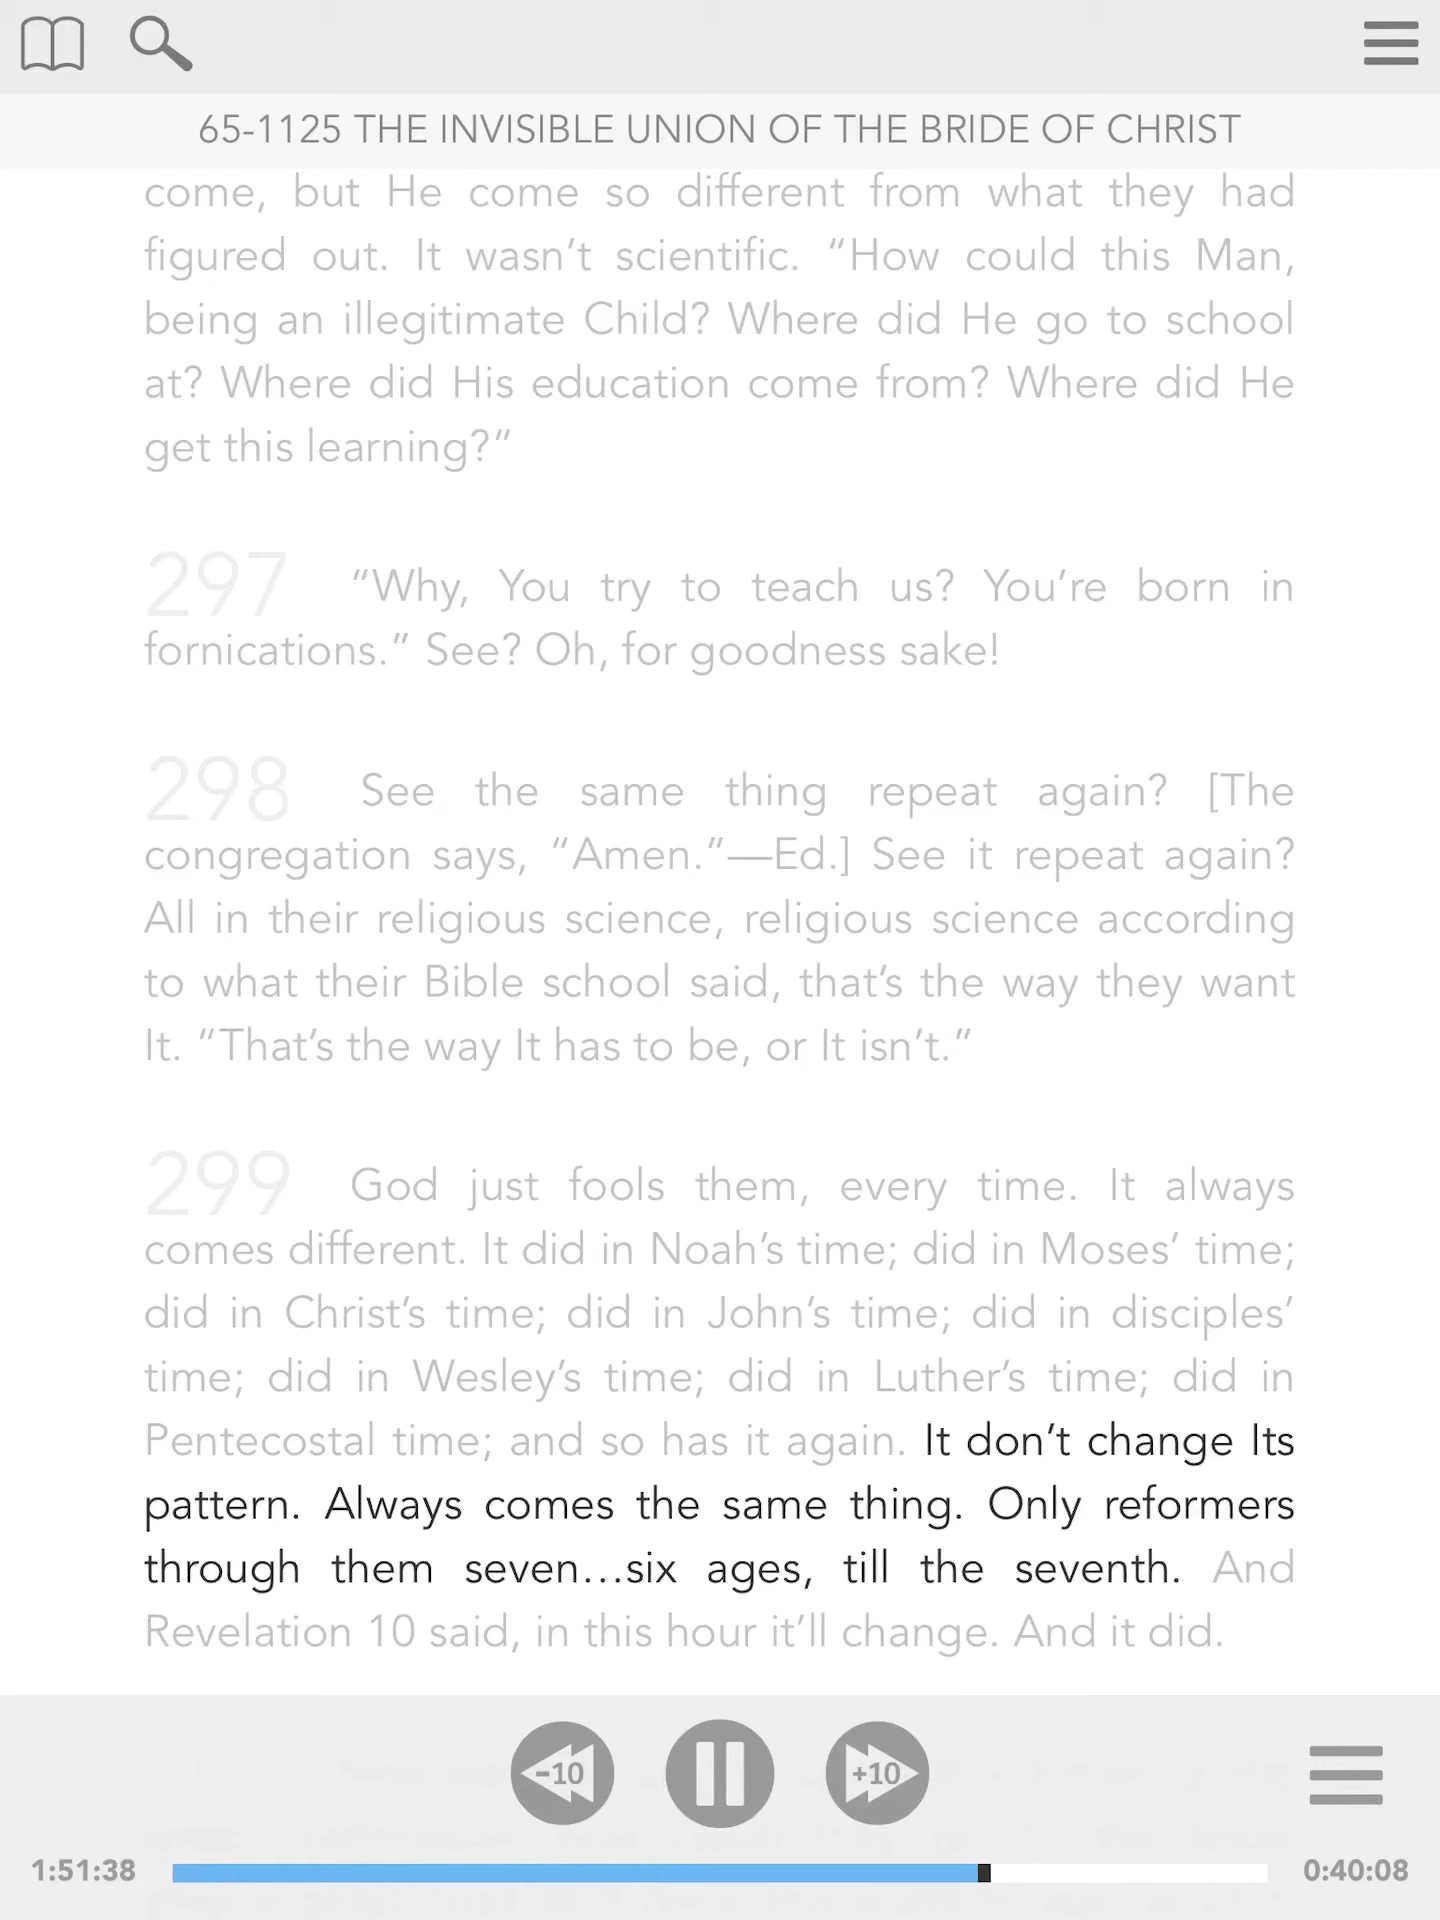 65-1125 THE INVISIBLE UNION OF THE BRIDE OF CHRIST
come, but He come so different from what they had
figured out. It wasn’t scientific. “How could this Man,
being an illegitimate Child? Where did He go to school
at? Where did His education come from? Where did He
get this learning?”
297 “Why, You try to teach us? You’re born in
fornications.” See? Oh, for goodness sake!
298 See the same thing repeat again? [The
congregation says, “Amen.”—Ed.] See it repeat again?
All in their religious science, religious science according
to what their Bible school said, that’s the way they want
It. “That’s the way It has to be, or It isn’t.”
299 God just fools them, every time. It always
comes different. It did in Noah’s time; did in Moses’ time;
did in Christ’s time; did in John’s time; did in disciples’
time; did in Wesley’s time; did in Luther’s time; did in
Pentecostal time; and so has it again. It don’t change Its
pattern. Always comes the same thing. Only reformers
through them seven…six ages, till the seventh. And
Revelation 10 said, in this hour it’ll change. And it did.
-10 +10
1:51:38 0:40:08